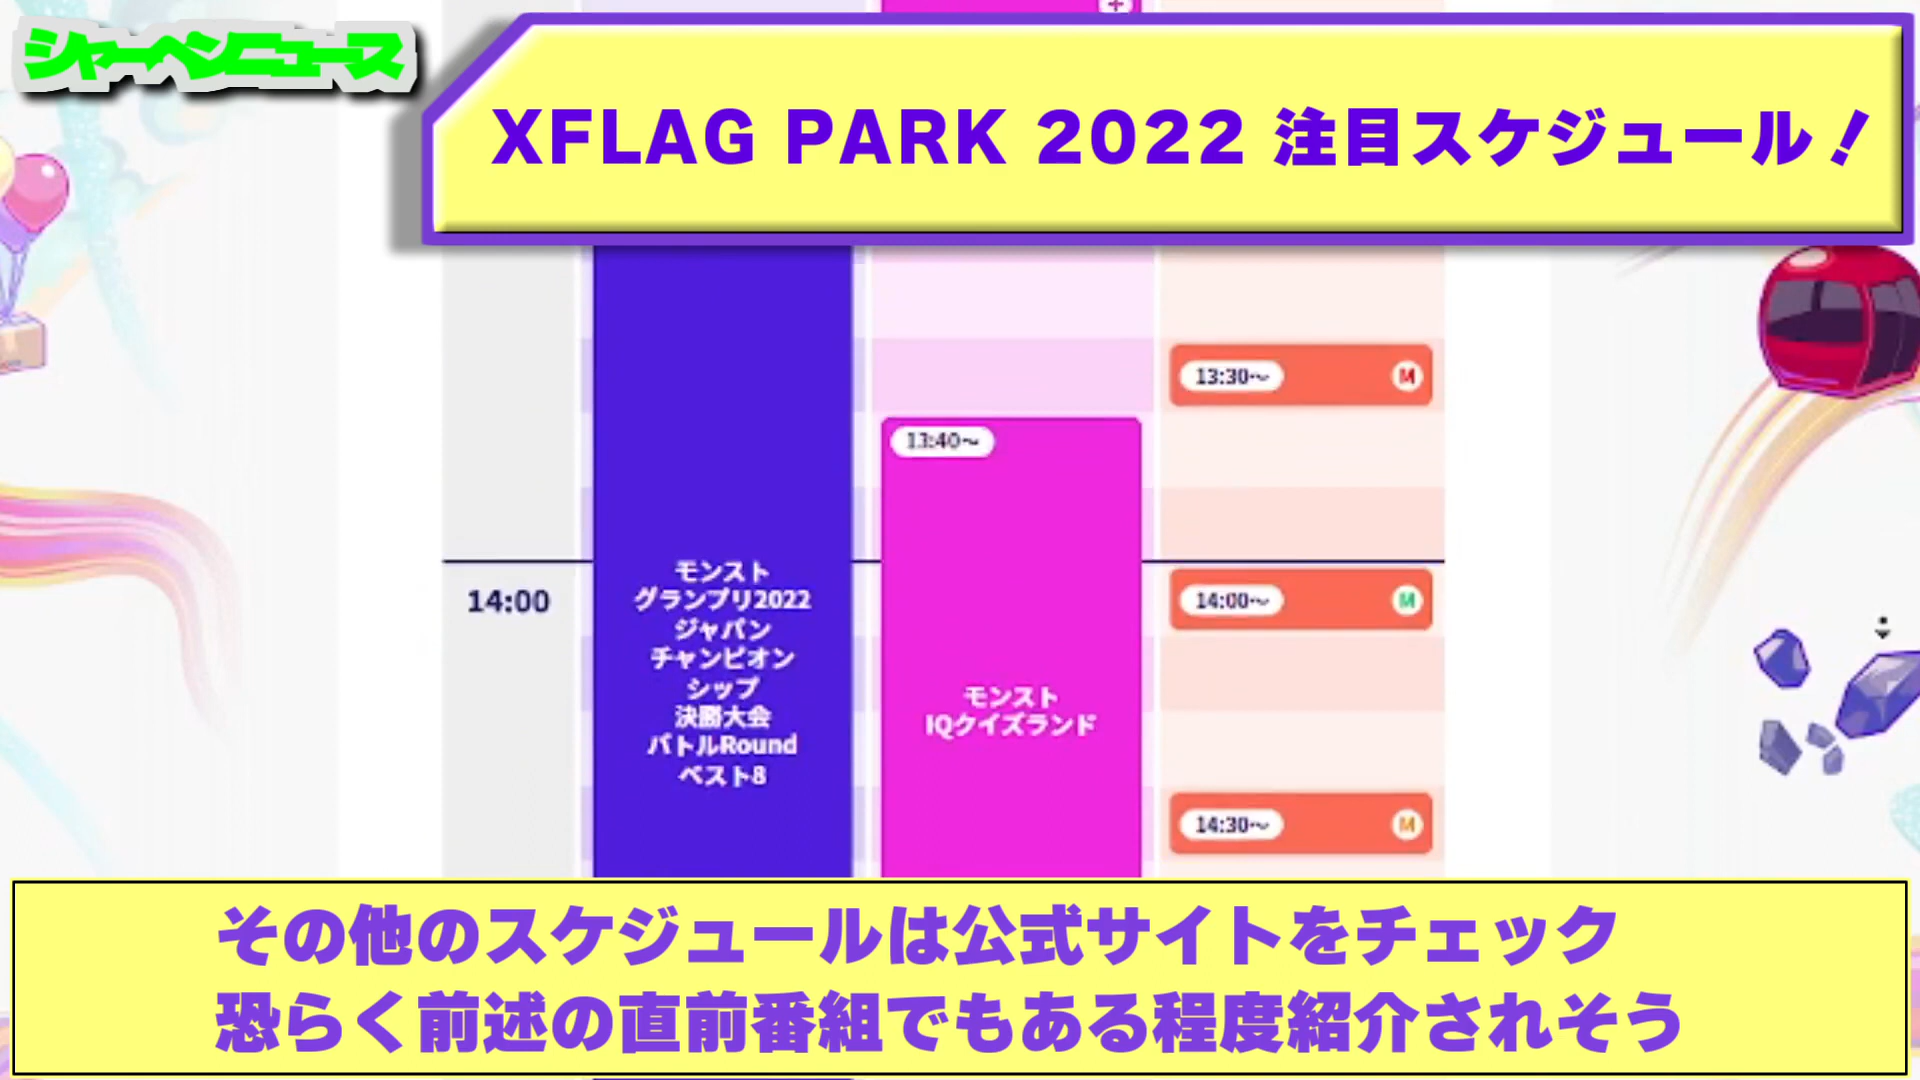 シャーペンニュース
XFLAG PARK 2022 注目スケジュール！
13:30～ M
13:40～
14:00
モンスト
グランプリ2022
ジャパン
チャンピオン
シップ
決勝大会
バトルRound
ベスト8
モンスト
IQクイズランド
14:00～ M
14:30～ M
その他のスケジュールは公式サイトをチェック
恐らく前述の直前番組でもある程度紹介されそう